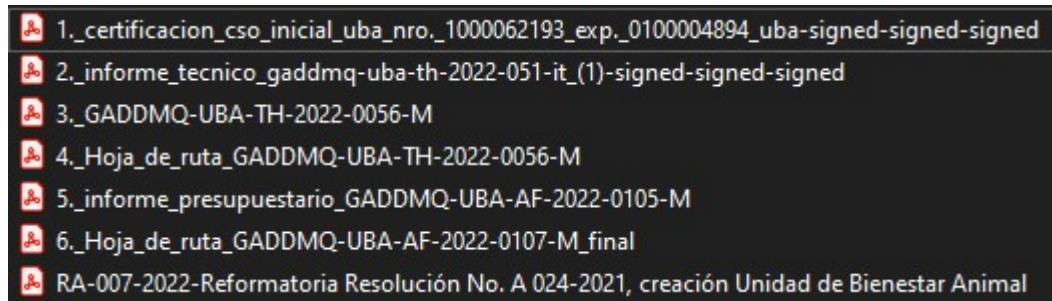 1._certificacion_cso_inicial_uba_nro._1000062193_exp._0100004894_uba-signed-signed-signed
2._informe_tecnico_gaddmq-uba-th-2022-051-it_(1)-signed-signed-signed
3._GADDMQ-UBA-TH-2022-0056-M
4._Hoja_de_ruta_GADDMQ-UBA-TH-2022-0056-M
5._informe_presupuestario_GADDMQ-UBA-AF-2022-0105-M
6._Hoja_de_ruta_GADDMQ-UBA-AF-2022-0107-M_final
RA-007-2022-Reformatoria Resolución No. A 024-2021, creación Unidad de Bienestar Animal